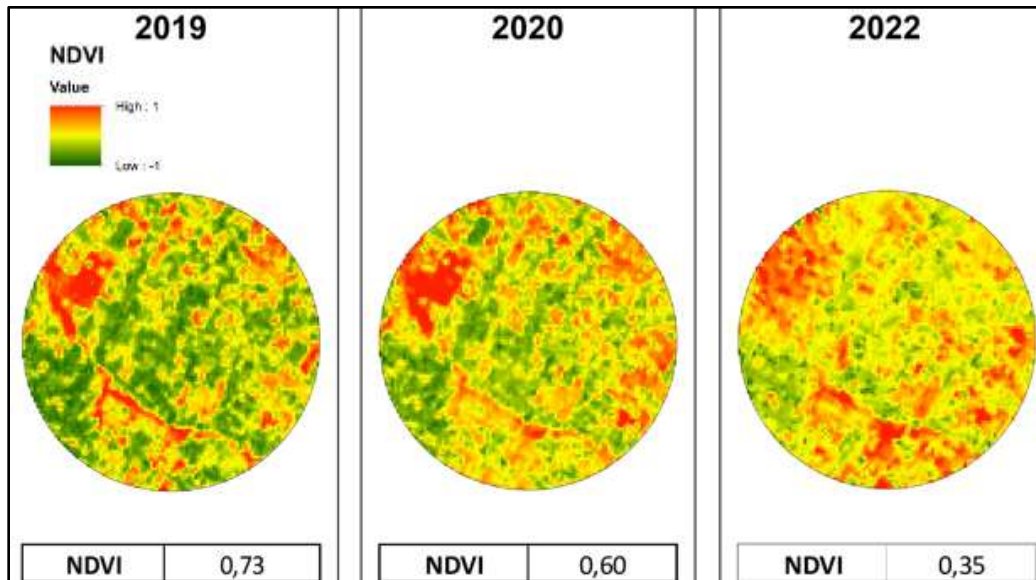 2019
2020
2022
NDVI
Value
High : 1
Low : -1
NDVI 0,73
NDVI 0,60
NDVI 0,35